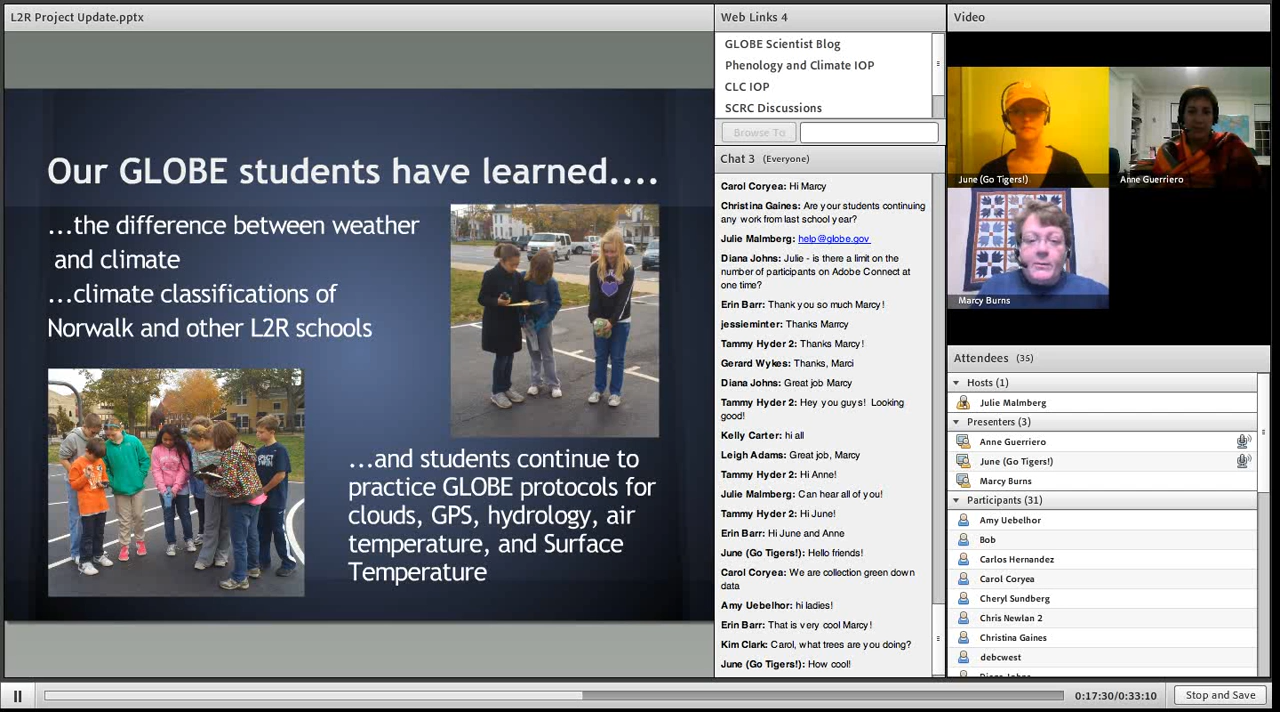 L2R Project Update.pptx
Our GLOBE students have learned....
...the difference between weather
and climate
...climate classifications of
Norwalk and other L2R schools
...and students continue to
practice GLOBE protocols for
clouds, GPS, hydrology, air
temperature, and Surface
Temperature
Web Links 4
GLOBE Scientist Blog
Phenology and Climate IOP
CLC IOP
SCRC Discussions
Browse To
Chat 3 (Everyone)
Carol Coryea: Hi Marcy
Christina Gaines: Are your students continuing
any work from last school year?
Julie Malmberg: help@globe.gov
Diana Johns: Julie - is there a limit on the
number of participants on Adobe Connect at
one time?
Erin Barr: Thank you so much Marcy!
jessieminter: Thanks Marcy
Tammy Hyder 2: Thanks Marcy!
Gerard Wykes: Thanks, Marci
Diana Johns: Great job Marcy
Tammy Hyder 2: Hey you guys! Looking
good!
Kelly Carter: hi all
Leigh Adams: Great job, Marcy
Tammy Hyder 2: Hi Anne!
Julie Malmberg: Can hear all of you!
Tammy Hyder 2: Hi June!
Erin Barr: Hi June and Anne
June (Go Tigers!): Hello friends!
Carol Coryea: We are collection green down
data
Amy Uebelhor: hi ladies!
Erin Barr: That is very cool Marcy!
Kim Clark: Carol, what trees are you doing?
June (Go Tigers!): How cool!
Video
June (Go Tigers!)
Anne Guerriero
Marcy Burns
Attendees (35)
Hosts (1)
Julie Malmberg
Presenters (3)
Anne Guerriero
June (Go Tigers!)
Marcy Burns
Participants (31)
Amy Uebelhor
Bob
Carlos Hernandez
Carol Coryea
Cheryl Sundberg
Chris Newlan 2
Christina Gaines
debcwest
0:17:30/0:33:10
Stop and Save